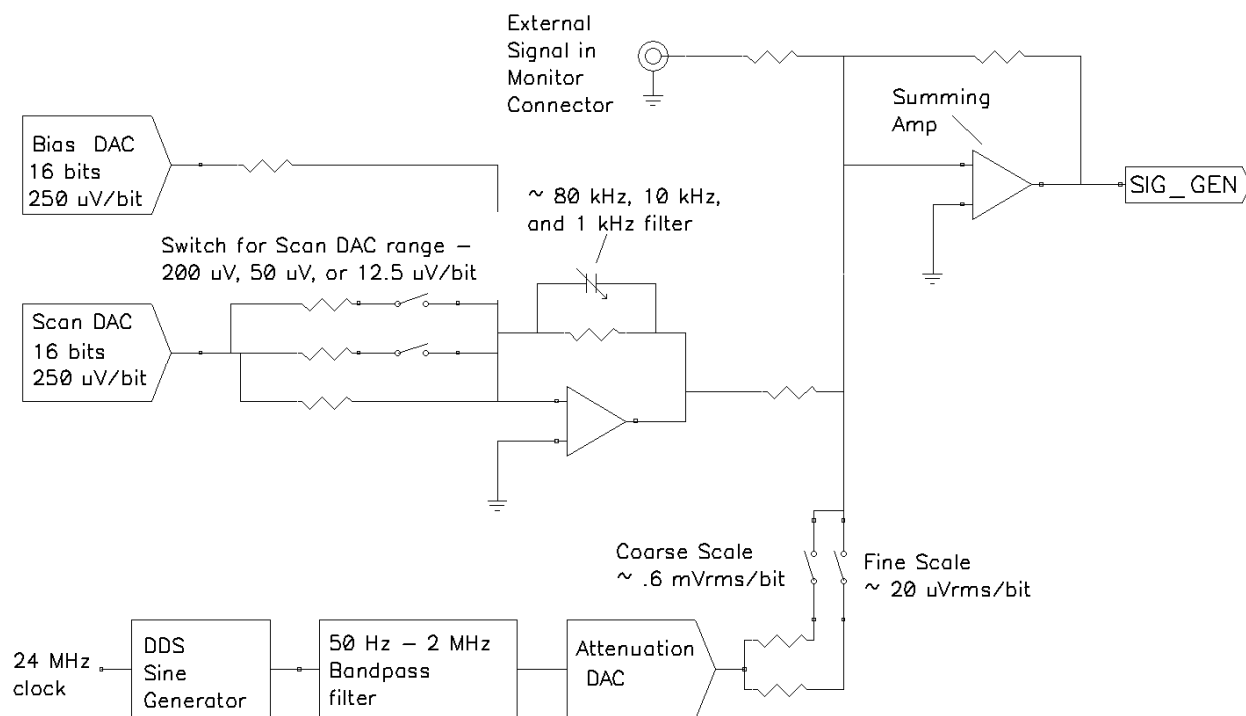 External
Signal in
Monitor
Connector
Summing
Amp
Bias DAC
16 bits
250 uV/bit
SIG_GEN
~ 80 kHz, 10 kHz,
and 1 kHz filter
Switch for Scan DAC range –
200 uV, 50 uV, or 12.5 uV/bit
Scan DAC
16 bits
250 uV/bit
Coarse Scale
~ .6 mVrms/bit
Fine Scale
~ 20 uVrms/bit
24 MHz
clock
DDS
Sine
Generator
50 Hz – 2 MHz
Bandpass
filter
Attenuation
DAC